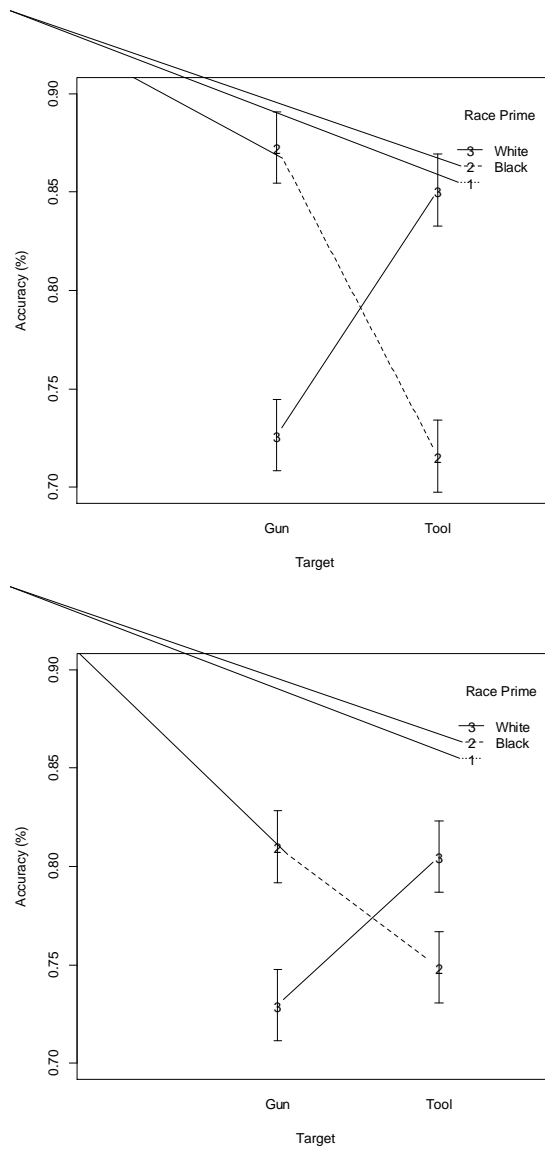 0.90
Race Prime
3 White
2 Black
1
0.85
0.80
0.75
0.70
Accuracy (%)
2
3
3
2
Gun Tool
Target
0.90
Race Prime
3 White
2 Black
1
0.85
0.80
0.75
0.70
Accuracy (%)
2
3
3
2
Gun Tool
Target